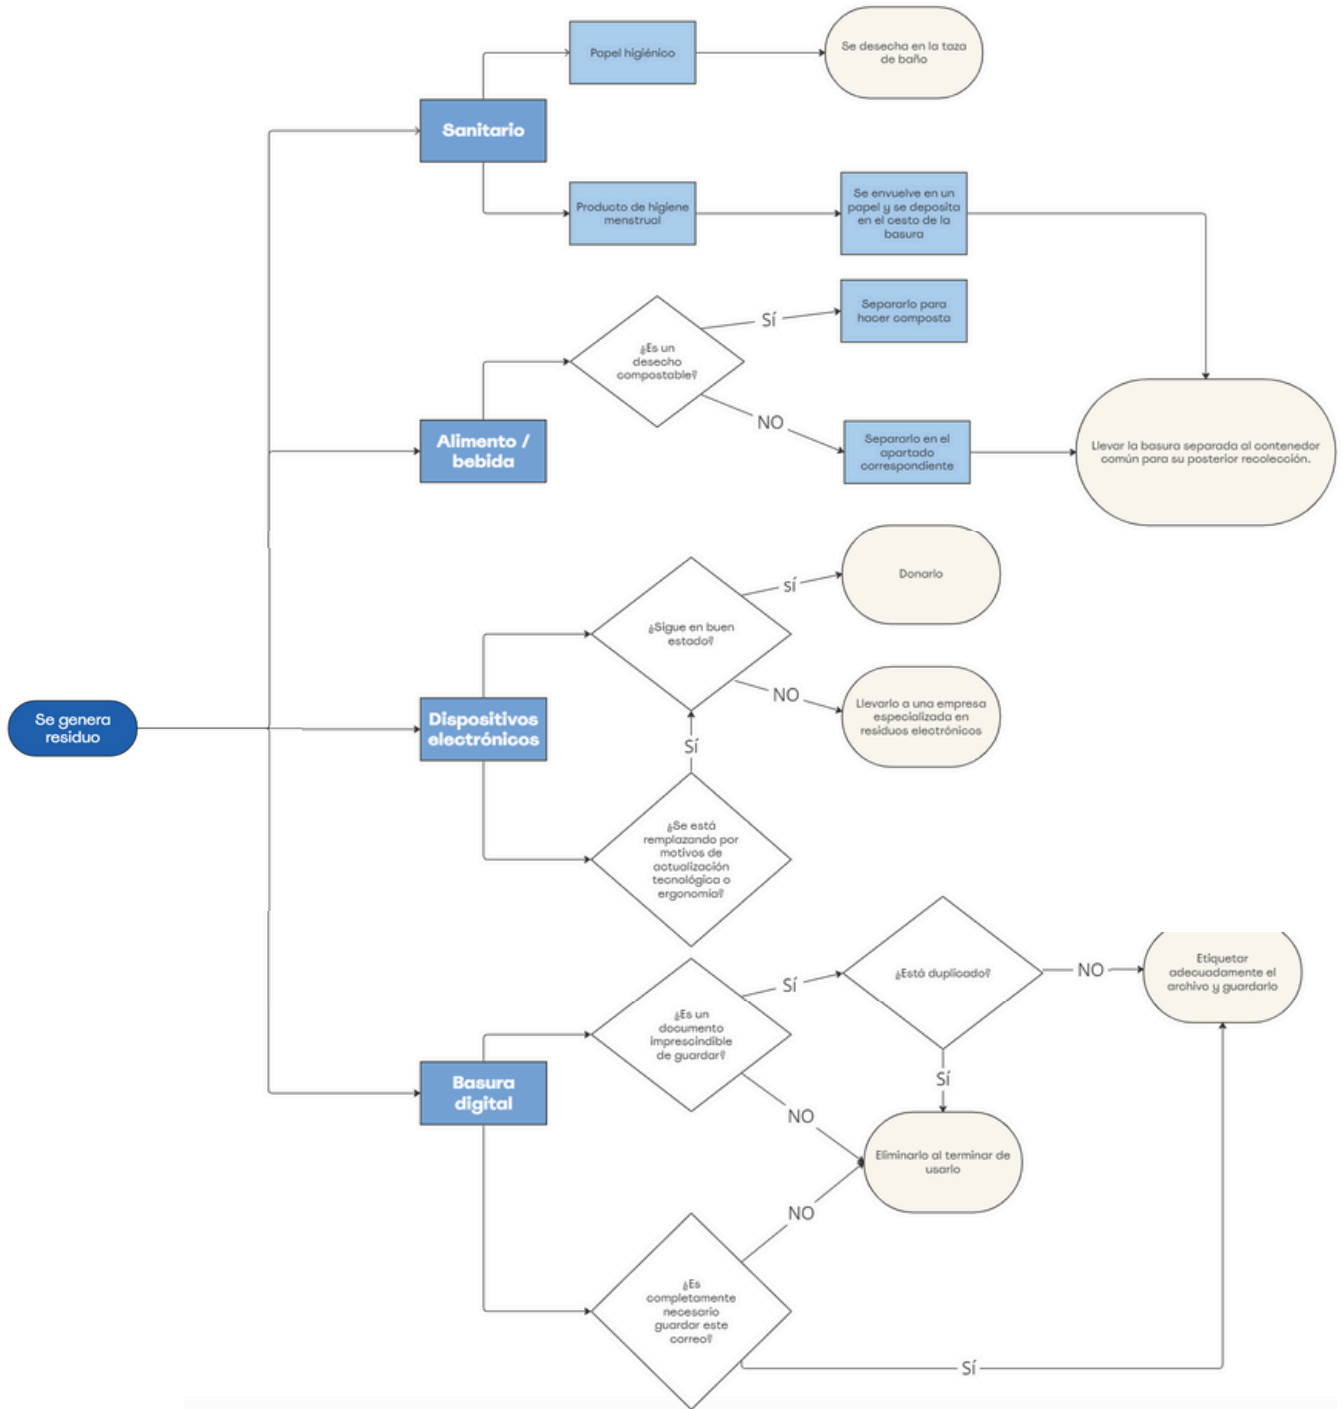 Papel higiénico
Se desecha en la taza
de baño
Sanitario
Producto de higiene
menstrual
Se envuelve en un
papel y se deposita
en el cesto de la
basura
Separarlo para
hacer composta
Sí
¿Es un
desecho
compostable?
NO
Alimento /
bebida
Separarlo en el
apartado
correspondiente
Llevar la basura separada al contenedor
común para su posterior recolección.
Donarlo
sí
¿Sigue en buen
estado?
NO
Llevarlo a una empresa
especializada en
residuos electrónicos
Se genera
residuo
Dispositivos
electrónicos
Sí
¿Se está
remplazando por
motivos de
actualización
tecnológica o
ergonomía?
¿Está duplicado?
NO
Etiquetar
adecuadamente el
archivo y guardarlo
Sí
¿Es un
documento
imprescindible
de guardar?
Basura
digital
Sí
NO
Eliminarlo al terminar de
usarlo
NO
¿Es
completamente
necesario
guardar este
correo?
Sí